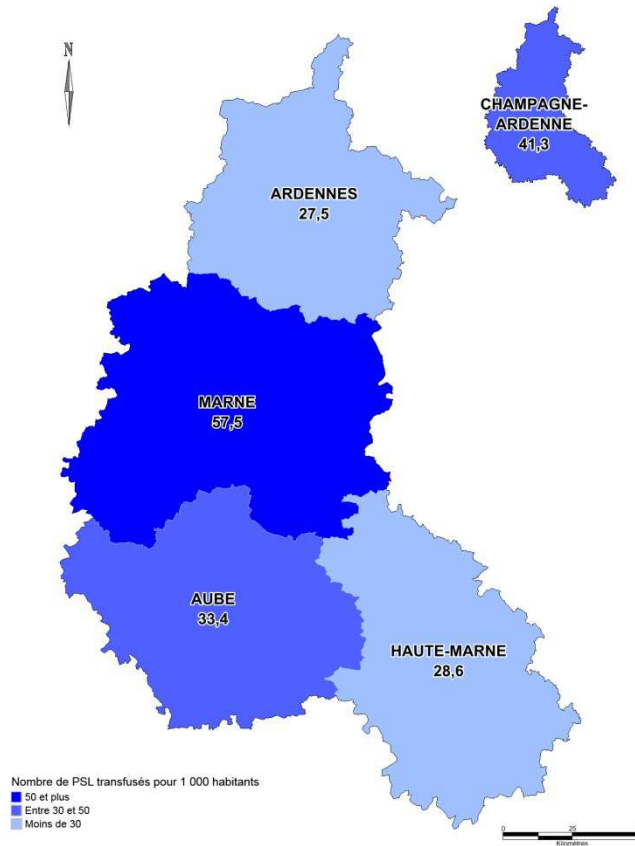 N
CHAMPAGNE-
ARDENNE
41,3
ARDENNES
27,5
MARNE
57,5
AUBE
33,4
HAUTE-MARNE
28,6
Nombre de PSL transfusés pour 1 000 habitants
50 et plus
Entre 30 et 50
Moins de 30
0 25
Kilomètres